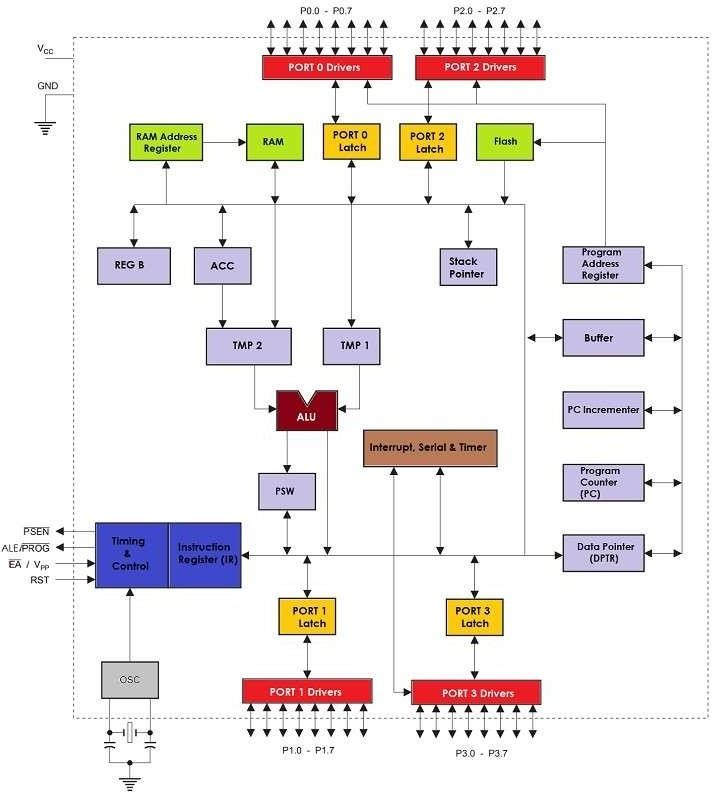 P0.0 - P0.7
P2.0 - P2.7
VCC
PORT 0 Drivers
PORT 2 Drivers
GND
RAM Address
Register
RAM
PORT 0
Latch
PORT 2
Latch
Flash
REG B
ACC
Stack
Pointer
Program
Address
Register
TMP 2
TMP 1
Buffer
ALU
PC Incrementer
Interrupt, Serial & Timer
PSW
Program
Counter
(PC)
PSEN
ALE/PROG
EA / VPP
RST
Timing
&
Control
Instruction
Register (IR)
Data Pointer
(DPTR)
PORT 1
Latch
PORT 3
Latch
OSC
PORT 1 Drivers
PORT 3 Drivers
P1.0 - P1.7
P3.0 - P3.7